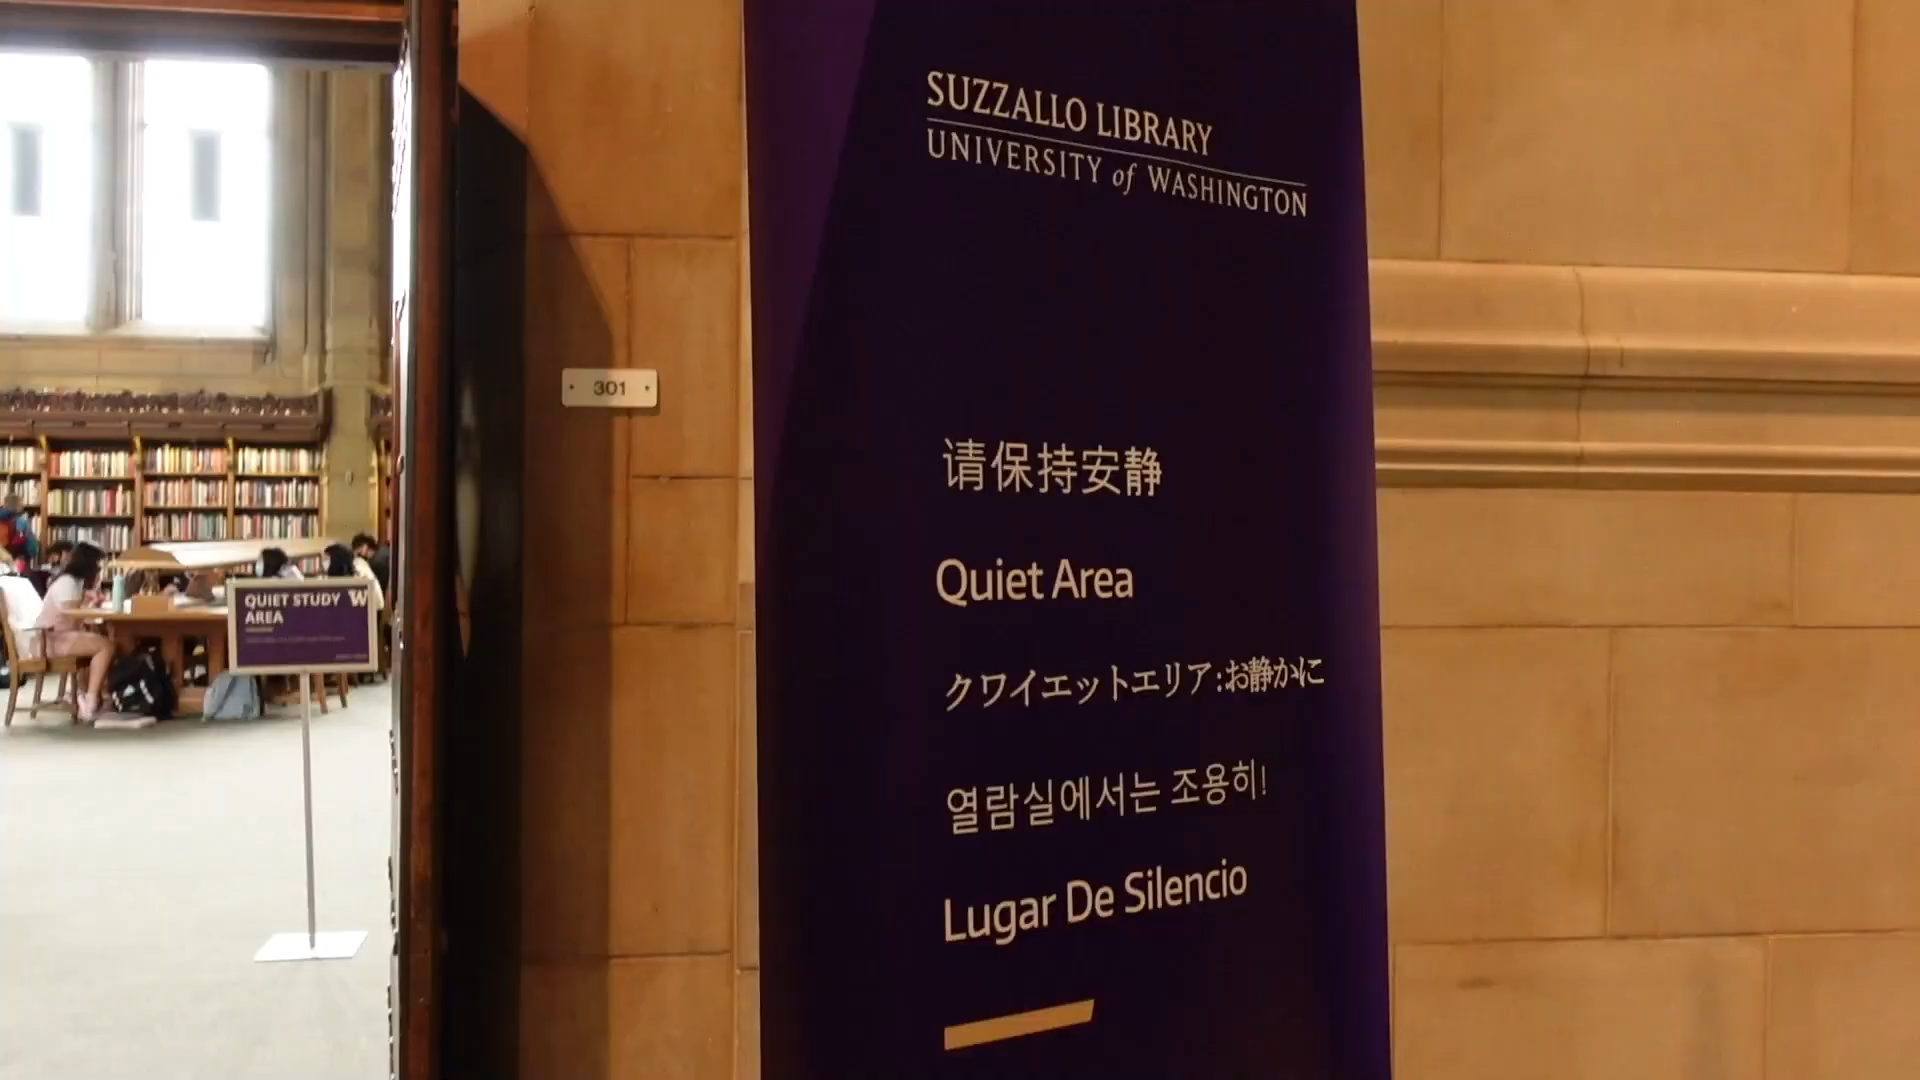 SUZZALLO LIBRARY
UNIVERSITY of WASHINGTON
301
请保持安静
Quiet Area
クワイエットエリア:お静かに
열람실에서는 조용히!
Lugar De Silencio
QUIET STUDY W
AREA